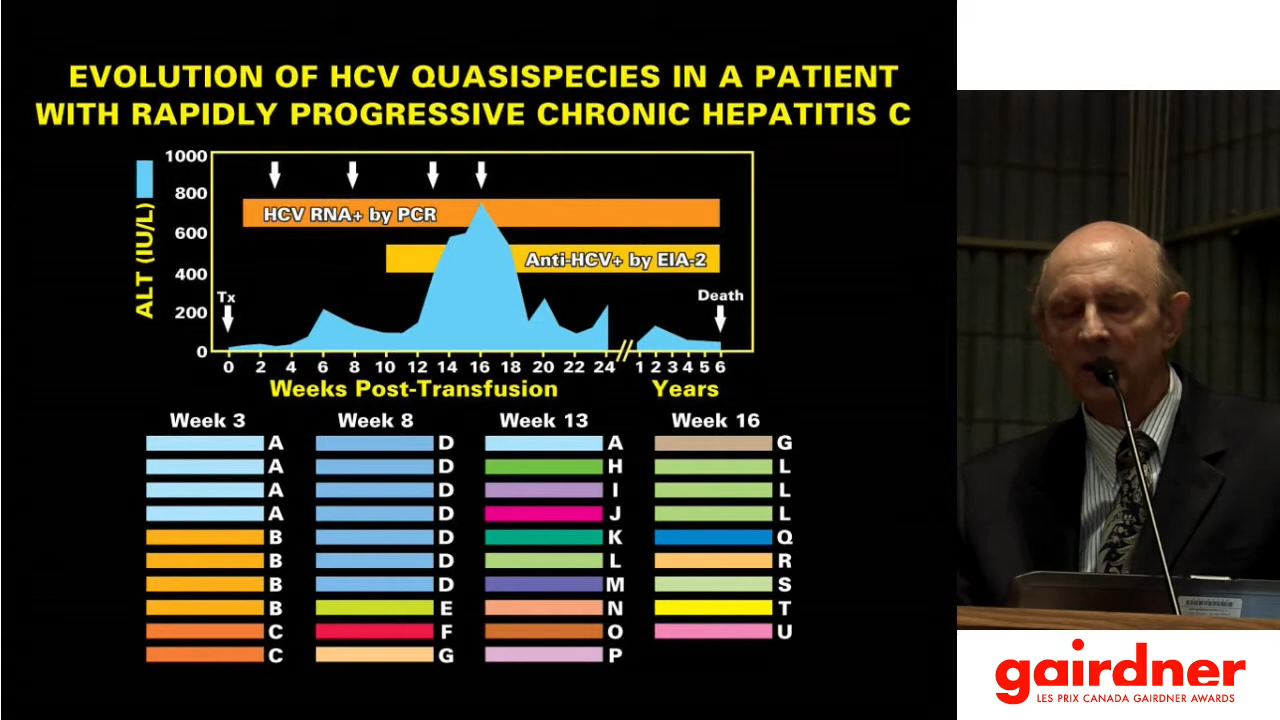 EVOLUTION OF HCV QUASISPECIES IN A PATIENT
WITH RAPIDLY PROGRESSIVE CHRONIC HEPATITIS C
ALT (IU/L)
1000
800
600
400
200
0
HCV RNA+ by PCR
Anti-HCV+ by EIA-2
Tx
Death
0 2 4 6 8 10 12 14 16 18 20 22 24 1 2 3 4 5 6
Weeks Post-Transfusion
Years
Week 3
A
A
A
A
B
B
B
B
C
C
Week 8
D
D
D
D
D
D
D
E
F
G
Week 13
A
H
I
J
K
L
M
N
O
P
Week 16
G
L
L
L
Q
R
S
T
U
gairdner
LES PRIX CANADA GAIRDNER AWARDS